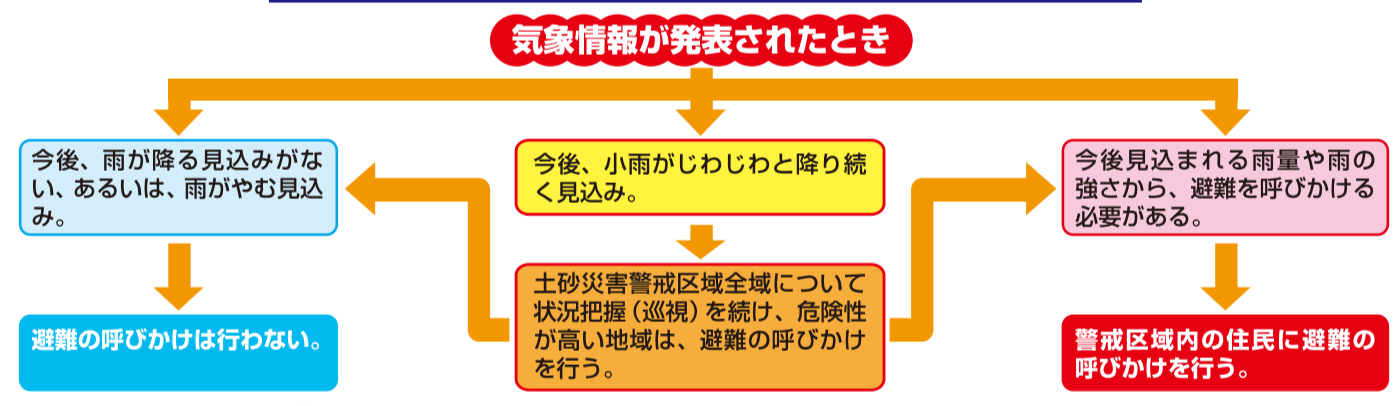 気象情報が発表されたとき
今後、雨が降る見込みがな
い、あるいは、雨がやむ見込
み。
今後、小雨がじわじわと降り続
く見込み。
今後見込まれる雨量や雨の
強さから、避難を呼びかける
必要がある。
土砂災害警戒区域全域について
状況把握(巡視)を続け、危険性
が高い地域は、避難の呼びかけ
を行う。
避難の呼びかけは行わない。
警戒区域内の住民に避難の
呼びかけを行う。